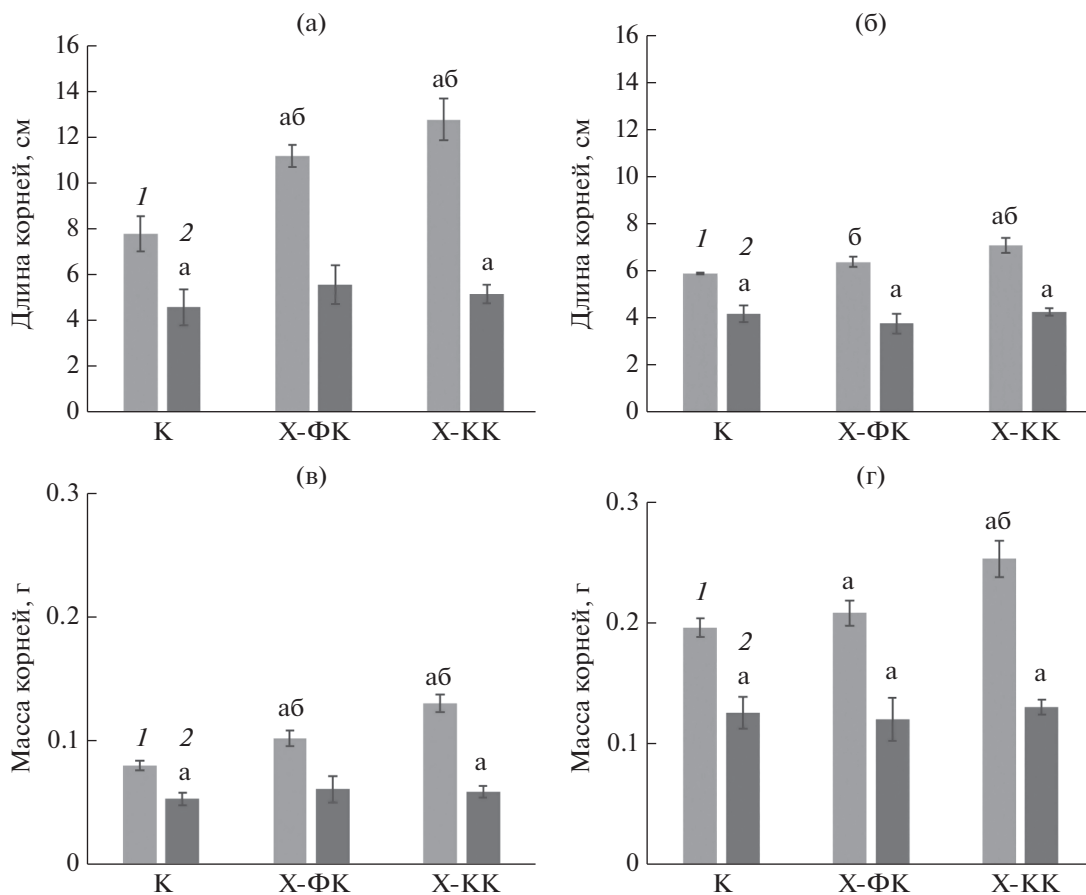 (а)
Длина корней, см
16
14
12
10
8
6
4
2
0
1
2
а
аб
аб
а
К
Х-ФК
Х-КК
(б)
Длина корней, см
16
14
12
10
8
6
4
2
0
1
2
а
б
а
аб
а
К
Х-ФК
Х-КК
(в)
Масса корней, г
0.3
0.2
0.1
0
1
2
а
аб
аб
а
К
Х-ФК
Х-КК
(г)
Масса корней, г
0.3
0.2
0.1
0
1
2
а
а
а
аб
а
К
Х-ФК
Х-КК